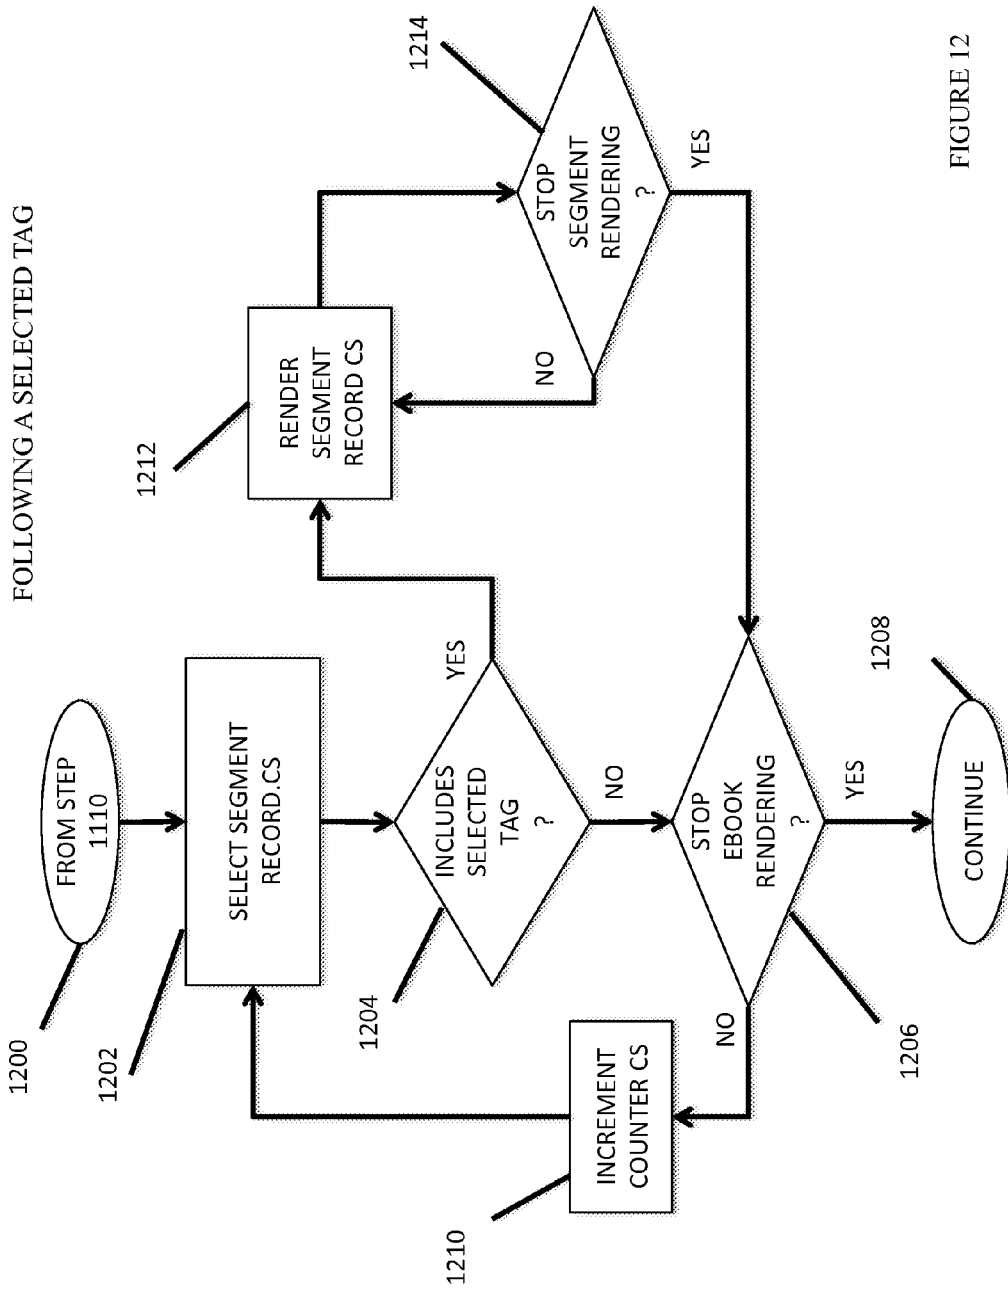 FOLLOWING A SELECTED TAG
1200
FROM STEP
1110
1202
SELECT SEGMENT
RECORD.CS
1204
INCLUDES
SELECTED
TAG
?
YES
NO
1212
RENDER
SEGMENT
RECORD CS
1214
STOP
SEGMENT
RENDERING
?
NO
YES
1210
INCREMENT
COUNTER CS
1206
STOP
EBOOK
RENDERING
?
NO
YES
1208
CONTINUE
FIGURE 12